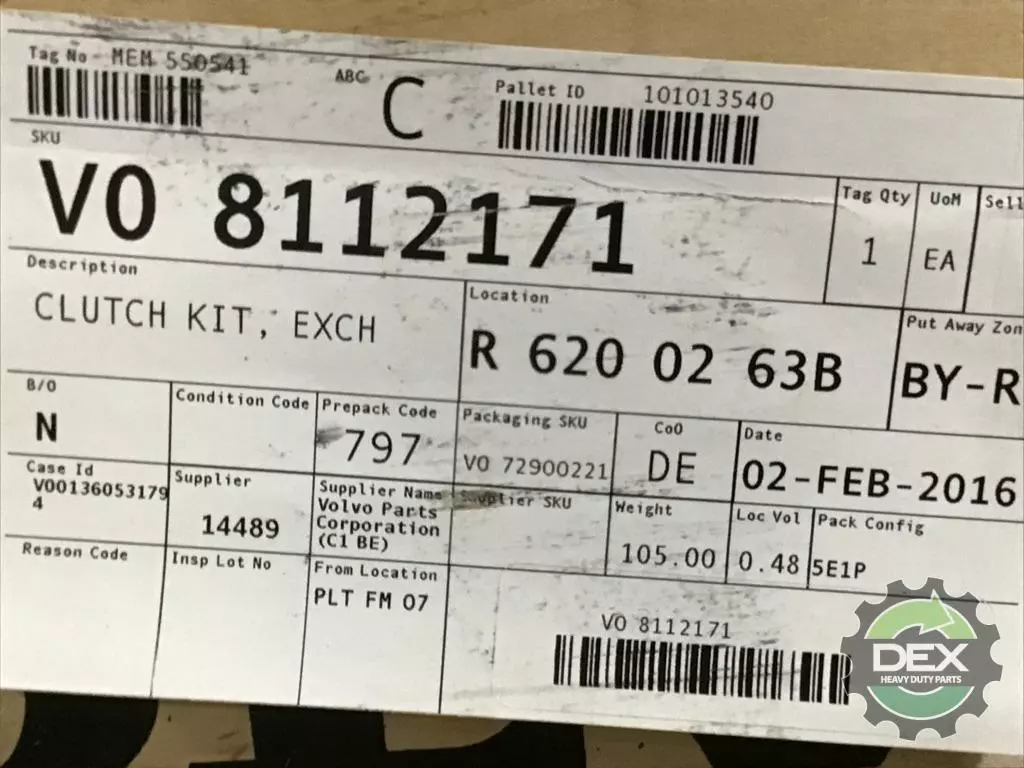 Tag No MEM 550541 ABC C Pallet ID 101013540
SKU
VO 8112171
Tag Qty UoM Sell
1 EA
Description
CLUTCH KIT, EXCH
Location
R 620 02 63B
Put Away Zon
BY-R
B/O
N
Condition Code
Prepack Code
797
Packaging SKU
VO 72900221
CoO
DE
Date
02-FEB-2016
Case Id
V00136053179
4
Supplier
14489
Supplier Name
Volvo Parts
Corporation
(C1 BE)
Supplier SKU
Weight
105.00
Loc Vol
0.48
Pack Config
5E1P
Reason Code
Insp Lot No
From Location
PLT FM 07
VO 8112171
DEX
HEAVY DUTY PARTS